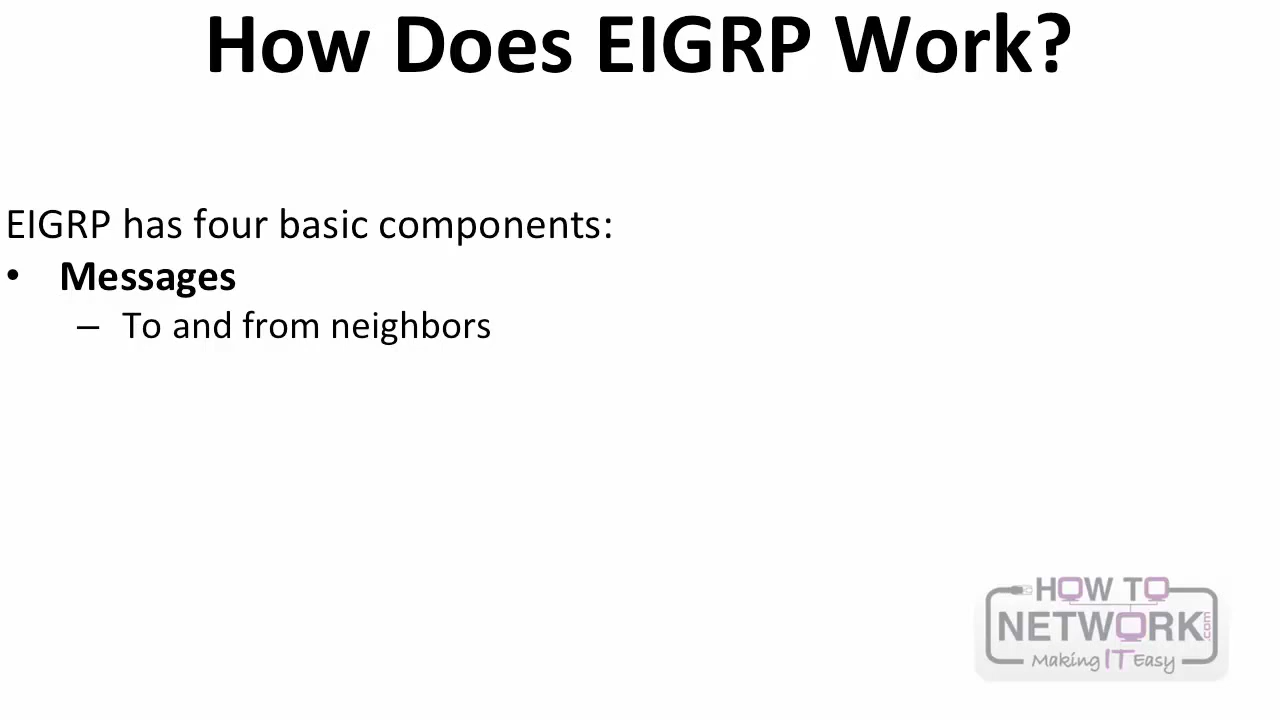 How Does EIGRP Work?
EIGRP has four basic components:
• Messages
– To and from neighbors
HOW TO
NETWORK.com
Making IT Easy